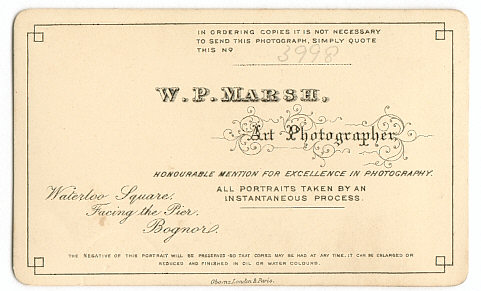 IN ORDERING COPIES IT IS NOT NECESSARY
TO SEND THIS PHOTOGRAPH, SIMPLY QUOTE
THIS Nº 3998
W. P. MARSH,
Art Photographer
HONOURABLE MENTION FOR EXCELLENCE IN PHOTOGRAPHY.
ALL PORTRAITS TAKEN BY AN
INSTANTANEOUS PROCESS.
Waterloo Square,
Facing the Pier,
Bognor.
THE NEGATIVE OF THIS PORTRAIT WILL BE PRESERVED SO THAT COPIES MAY BE HAD AT ANY TIME. IT CAN BE ENLARGED OR
REDUCED AND FINISHED IN OIL OR WATER COLOURS.
Oborne, London & Paris.